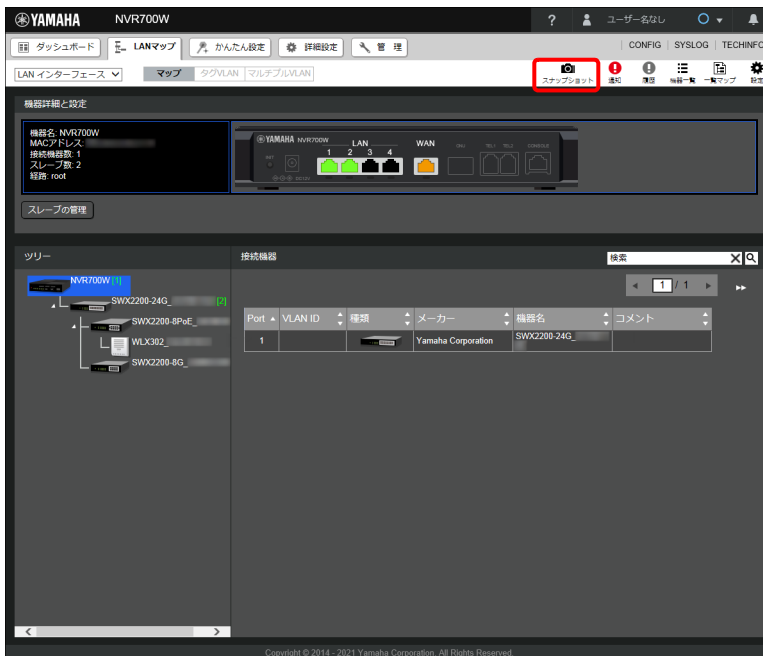 YAMAHA NVR700W ? ユーザー名なし
ダッシュボード LANマップ かんたん設定 詳細設定 管 理 CONFIG SYSLOG TECHINFO
LAN インターフェース マップ タグVLAN マルチプルVLAN スナップショット 通知 履歴 機器一覧 一覧マップ 設定
機器詳細と設定
機器名: NVR700W
MACアドレス:
接続機器数: 1
スレーブ数: 2
経路: root
YAMAHA NVR700W LAN WAN ONU TEL1 TEL2 CONSOLE
1 2 3 4
DC12V
スレーブの管理
ツリー
NVR700W [1]
SWX2200-24G_ [2]
SWX2200-8PoE_
WLX302_
SWX2200-8G_
接続機器 検索
1 / 1
Port VLAN ID 種類 メーカー 機器名 コメント
1 Yamaha Corporation SWX2200-24G_
Copyright © 2014 - 2021 Yamaha Corporation. All Rights Reserved.